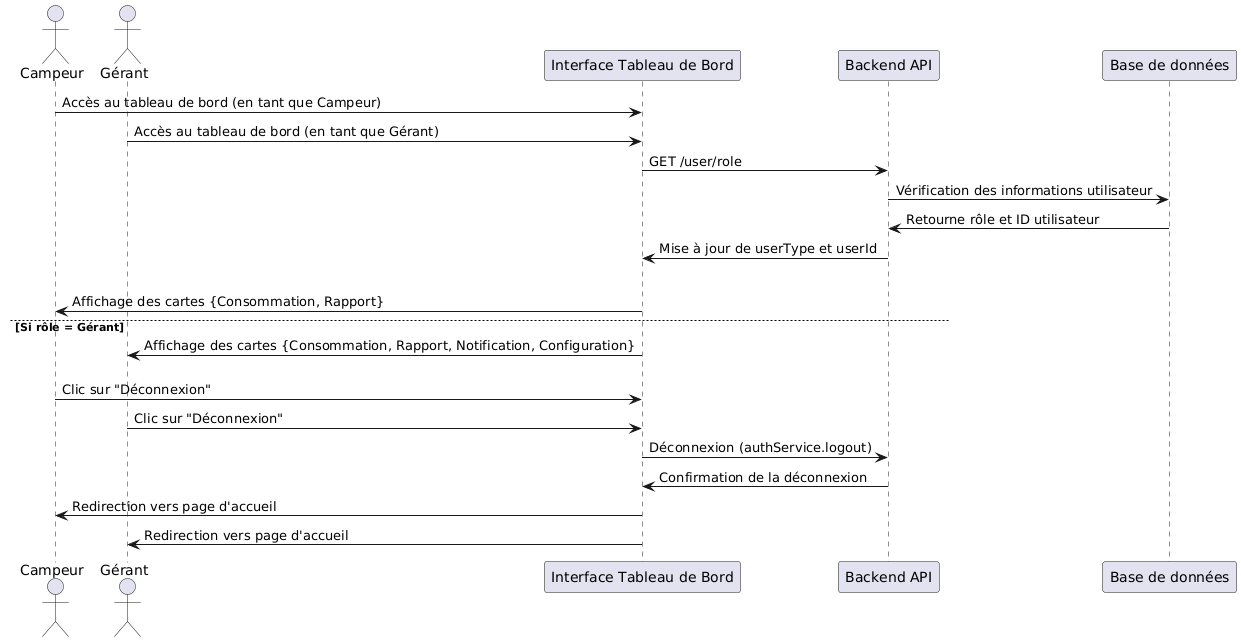 Campeur
Gérant
Interface Tableau de Bord
Backend API
Base de données
Accès au tableau de bord (en tant que Campeur)
Accès au tableau de bord (en tant que Gérant)
GET /user/role
Vérification des informations utilisateur
Retourne rôle et ID utilisateur
Mise à jour de userType et userId
Affichage des cartes {Consommation, Rapport}
[Si rôle = Gérant]
Affichage des cartes {Consommation, Rapport, Notification, Configuration}
Clic sur "Déconnexion"
Clic sur "Déconnexion"
Déconnexion (authService.logout)
Confirmation de la déconnexion
Redirection vers page d'accueil
Redirection vers page d'accueil
Campeur
Gérant
Interface Tableau de Bord
Backend API
Base de données